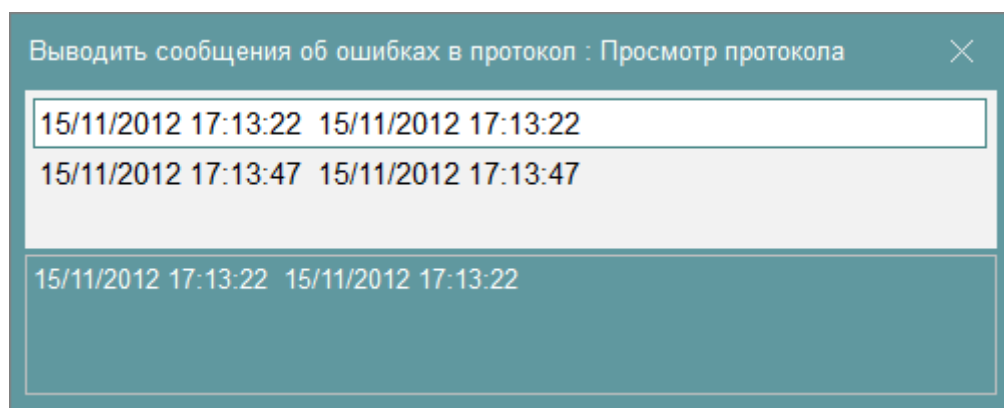 Выводить сообщения об ошибках в протокол : Просмотр протокола
15/11/2012 17:13:22 15/11/2012 17:13:22
15/11/2012 17:13:47 15/11/2012 17:13:47
15/11/2012 17:13:22 15/11/2012 17:13:22